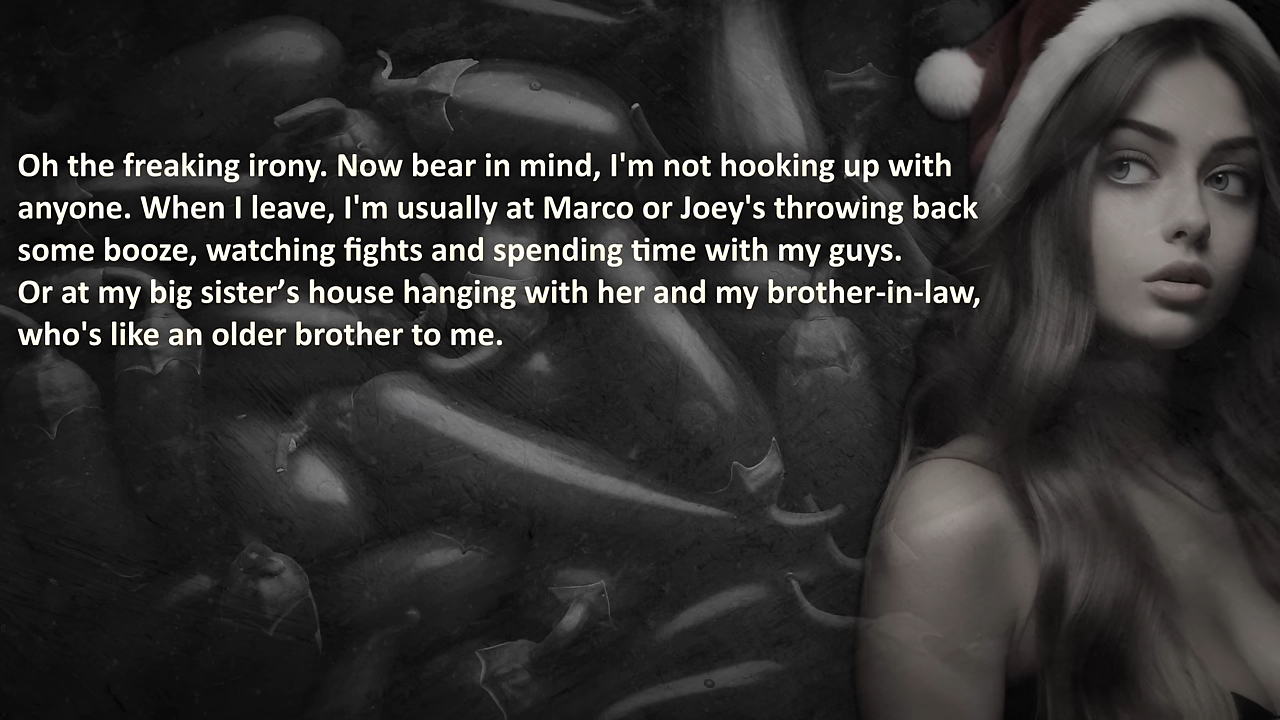 Oh the freaking irony. Now bear in mind, I'm not hooking up with
anyone. When I leave, I'm usually at Marco or Joey's throwing back
some booze, watching fights and spending time with my guys.
Or at my big sister’s house hanging with her and my brother-in-law,
who's like an older brother to me.